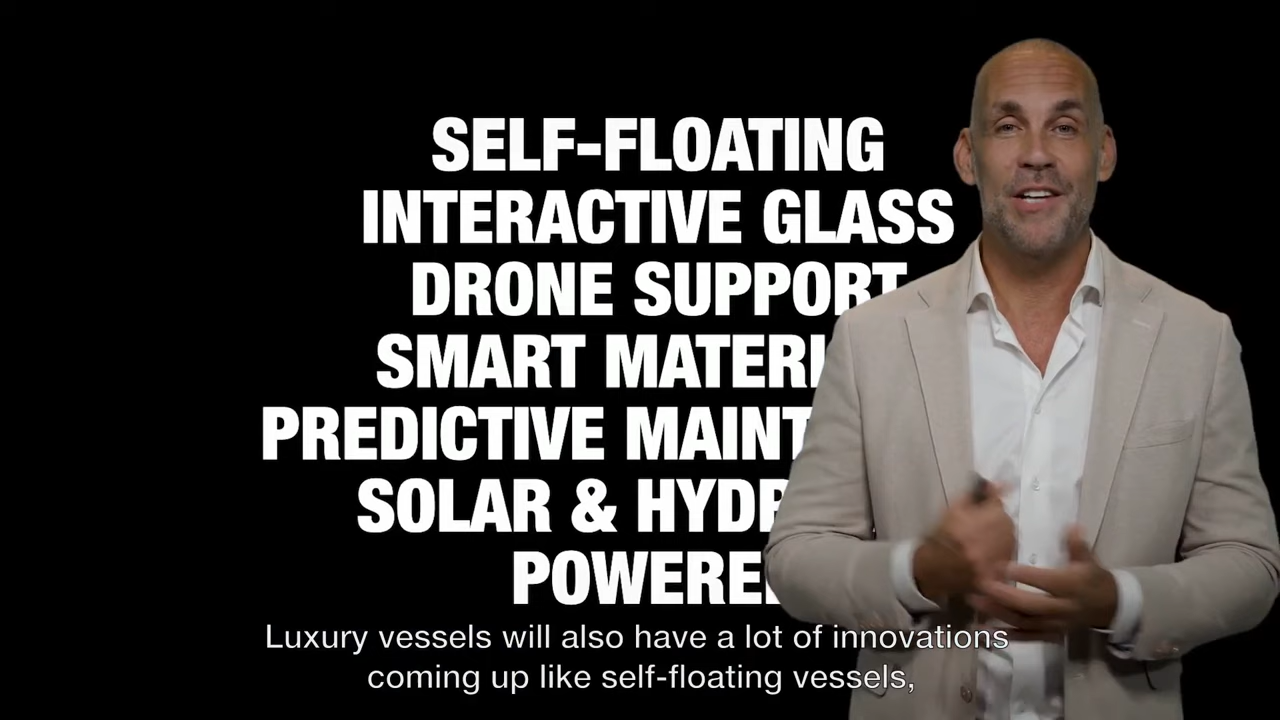 SELF-FLOATING
INTERACTIVE GLASS
DRONE SUPPORT
SMART
PREDICTIVE
SOLAR &
Luxury vessels will also have a lot of innovations
coming up like self-floating vessels,